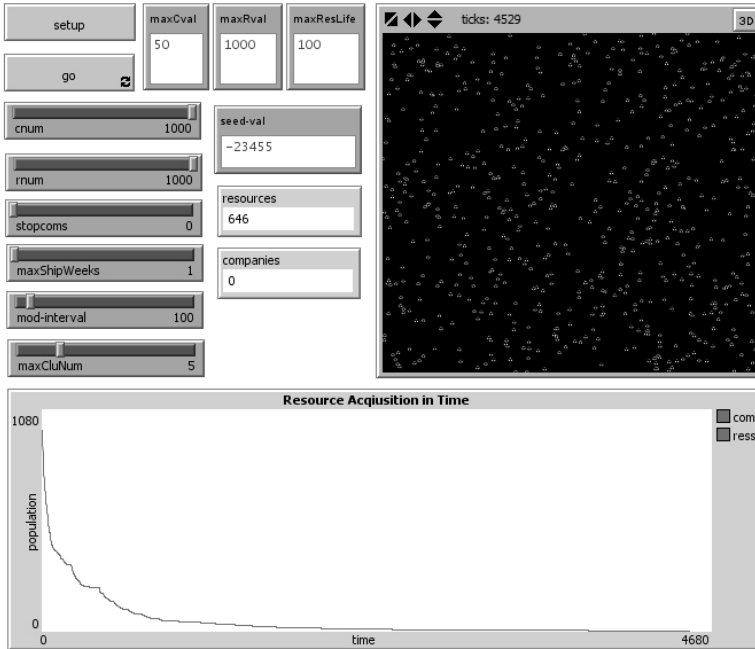 setup
go
maxCval
50
maxRval
1000
maxResLife
100
cnum 1000
rnum 1000
stopcoms 0
maxShipWeeks 1
mod-interval 100
maxCluNum 5
seed-val
-23455
resources
646
companies
0
ticks: 4529
3D
Resource Acqiusition in Time
1080
population
0
0
time
4680
com
ress